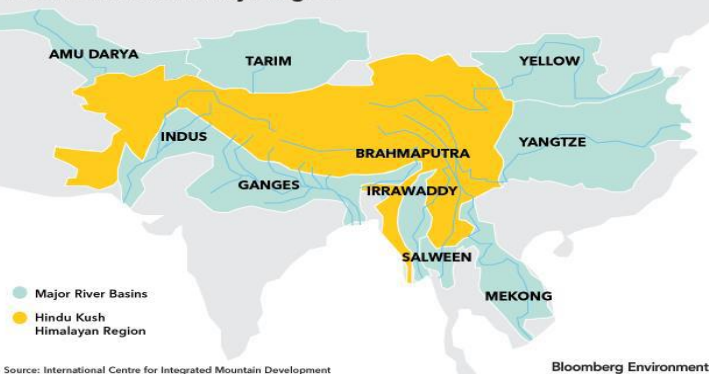 AMU DARYA
TARIM
YELLOW
INDUS
YANGTZE
BRAHMAPUTRA
GANGES
IRRAWADDY
SALWEEN
MEKONG
Major River Basins
Hindu Kush
Himalayan Region
Source: International Centre for Integrated Mountain Development
Bloomberg Environment